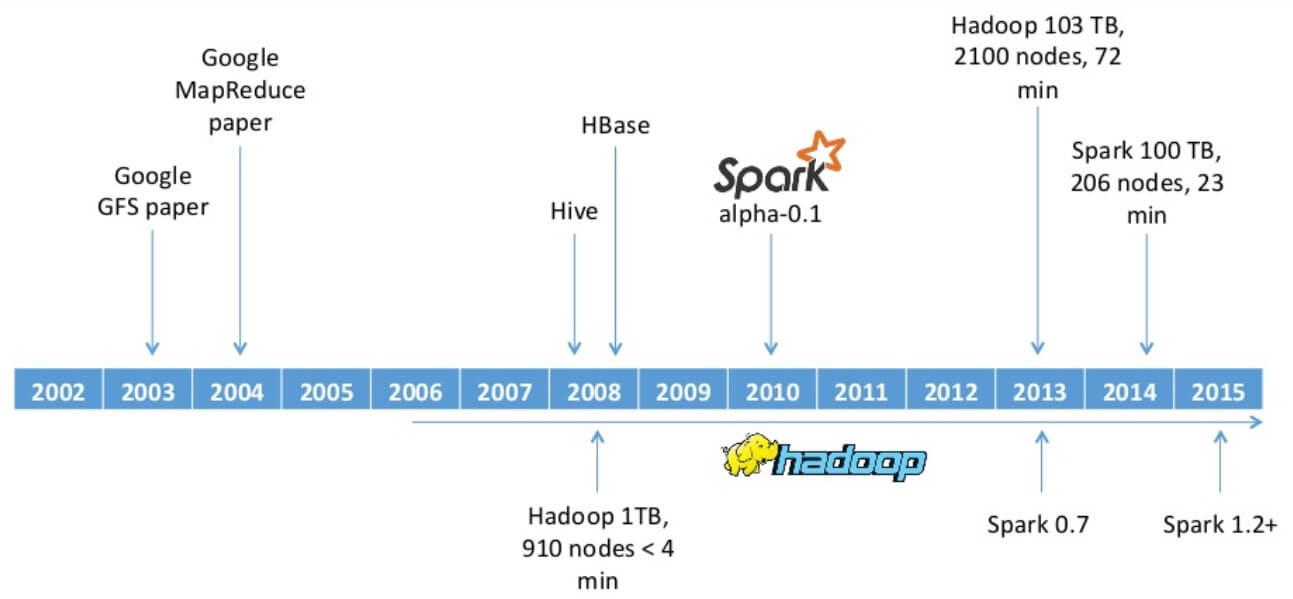 Google
MapReduce
paper
Google
GFS paper
Hive
HBase
Spark
alpha-0.1
Hadoop 103 TB,
2100 nodes, 72
min
Spark 100 TB,
206 nodes, 23
min
2002 2003 2004 2005 2006 2007 2008 2009 2010 2011 2012 2013 2014 2015
hadoop
Hadoop 1TB,
910 nodes < 4
min
Spark 0.7
Spark 1.2+